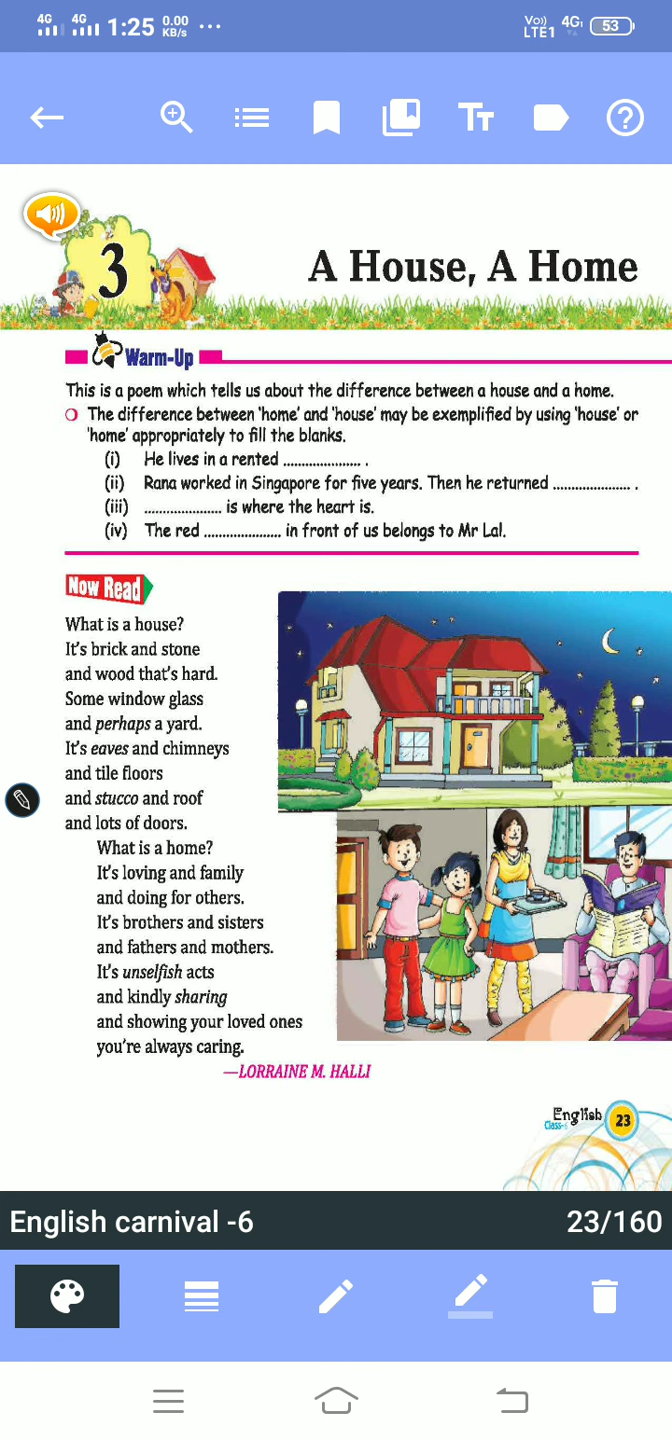 4G 4G 1:25 0.00 KB/s ...
Vo)) LTE1 4G 53
3
A House, A Home
Warm-Up
This is a poem which tells us about the difference between a house and a home.
The difference between 'home' and 'house' may be exemplified by using 'house' or
'home' appropriately to fill the blanks.
(i) He lives in a rented ..................... .
(ii) Rana worked in Singapore for five years. Then he returned ..................... .
(iii) ..................... is where the heart is.
(iv) The red ..................... in front of us belongs to Mr Lal.
Now Read
What is a house?
It's brick and stone
and wood that's hard.
Some window glass
and perhaps a yard.
It's eaves and chimneys
and tile floors
and stucco and roof
and lots of doors.
What is a home?
It's loving and family
and doing for others.
It's brothers and sisters
and fathers and mothers.
It's unselfish acts
and kindly sharing
and showing your loved ones
you're always caring.
—LORRAINE M. HALLI
English 23
Class-6
English carnival -6 23/160